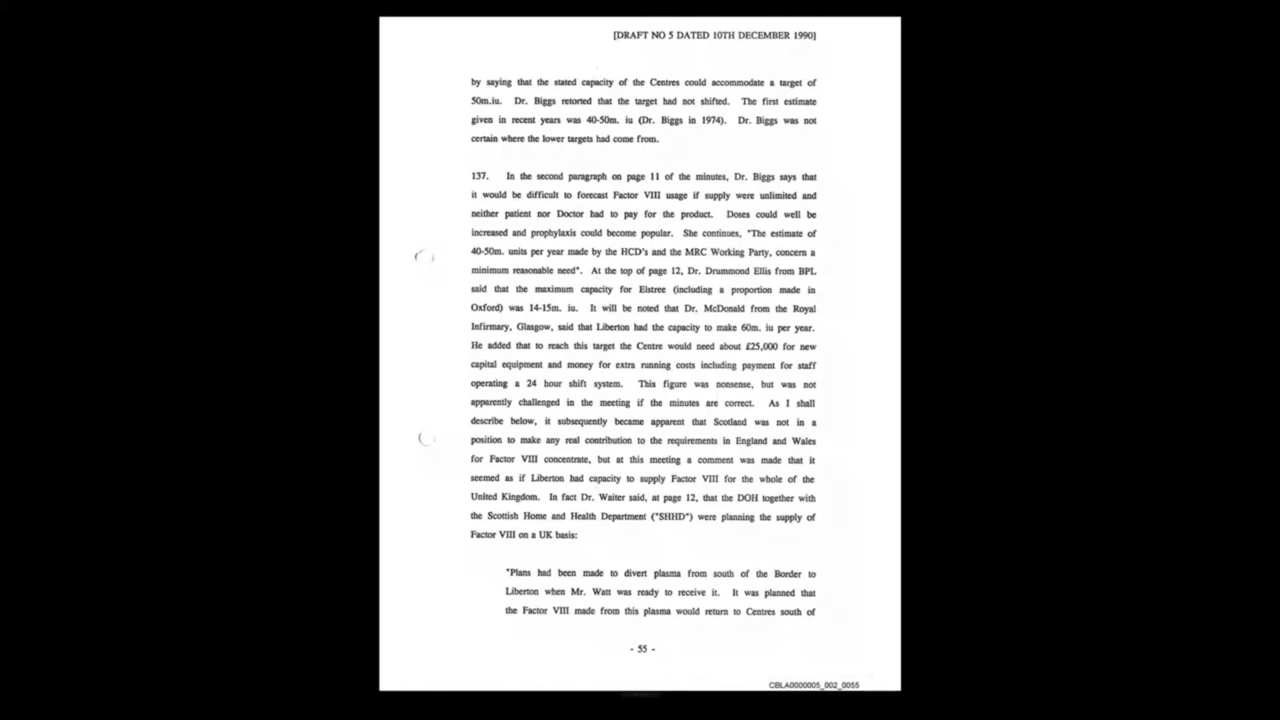 [DRAFT NO 5 DATED 10TH DECEMBER 1990]
by saying that the stated capacity of the Centres could accommodate a target of
50m.iu. Dr. Biggs retorted that the target had not shifted. The first estimate
given in recent years was 40-50m. iu (Dr. Biggs in 1974). Dr. Biggs was not
certain where the lower targets had come from.
137. In the second paragraph on page 11 of the minutes, Dr. Biggs says that
it would be difficult to forecast Factor VIII usage if supply were unlimited and
neither patient nor Doctor had to pay for the product. Doses could well be
increased and prophylaxis could become popular. She continues, "The estimate of
40-50m. units per year made by the HCD's and the MRC Working Party, concern a
minimum reasonable need". At the top of page 12, Dr. Drummond Ellis from BPL
said that the maximum capacity for Elstree (including a proportion made in
Oxford) was 14-15m. iu. It will be noted that Dr. McDonald from the Royal
Infirmary, Glasgow, said that Liberton had the capacity to make 60m. iu per year.
He added that to reach this target the Centre would need about £25,000 for new
capital equipment and money for extra running costs including payment for staff
operating a 24 hour shift system. This figure was nonsense, but was not
apparently challenged in the meeting if the minutes are correct. As I shall
describe below, it subsequently became apparent that Scotland was not in a
position to make any real contribution to the requirements in England and Wales
for Factor VIII concentrate, but at this meeting a comment was made that it
seemed as if Liberton had capacity to supply Factor VIII for the whole of the
United Kingdom. In fact Dr. Waiter said, at page 12, that the DOH together with
the Scottish Home and Health Department ("SHHD") were planning the supply of
Factor VIII on a UK basis:
"Plans had been made to divert plasma from south of the Border to
Liberton when Mr. Watt was ready to receive it. It was planned that
the Factor VIII made from this plasma would return to Centres south of
- 55 -
CBLA0000005_002_0055